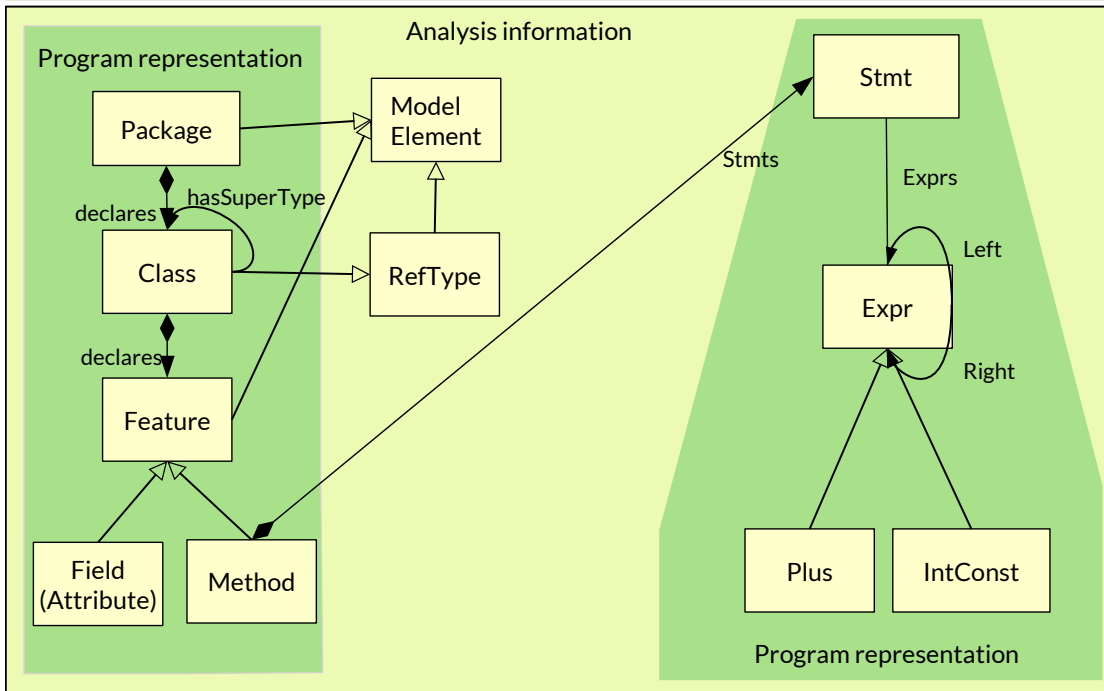 Analysis information
Program representation
Package
Model
Element
hasSuperType
declares
Class
RefType
declares
Feature
Field
(Attribute)
Method
Stmts
Stmt
Exprs
Left
Expr
Right
Plus
IntConst
Program representation